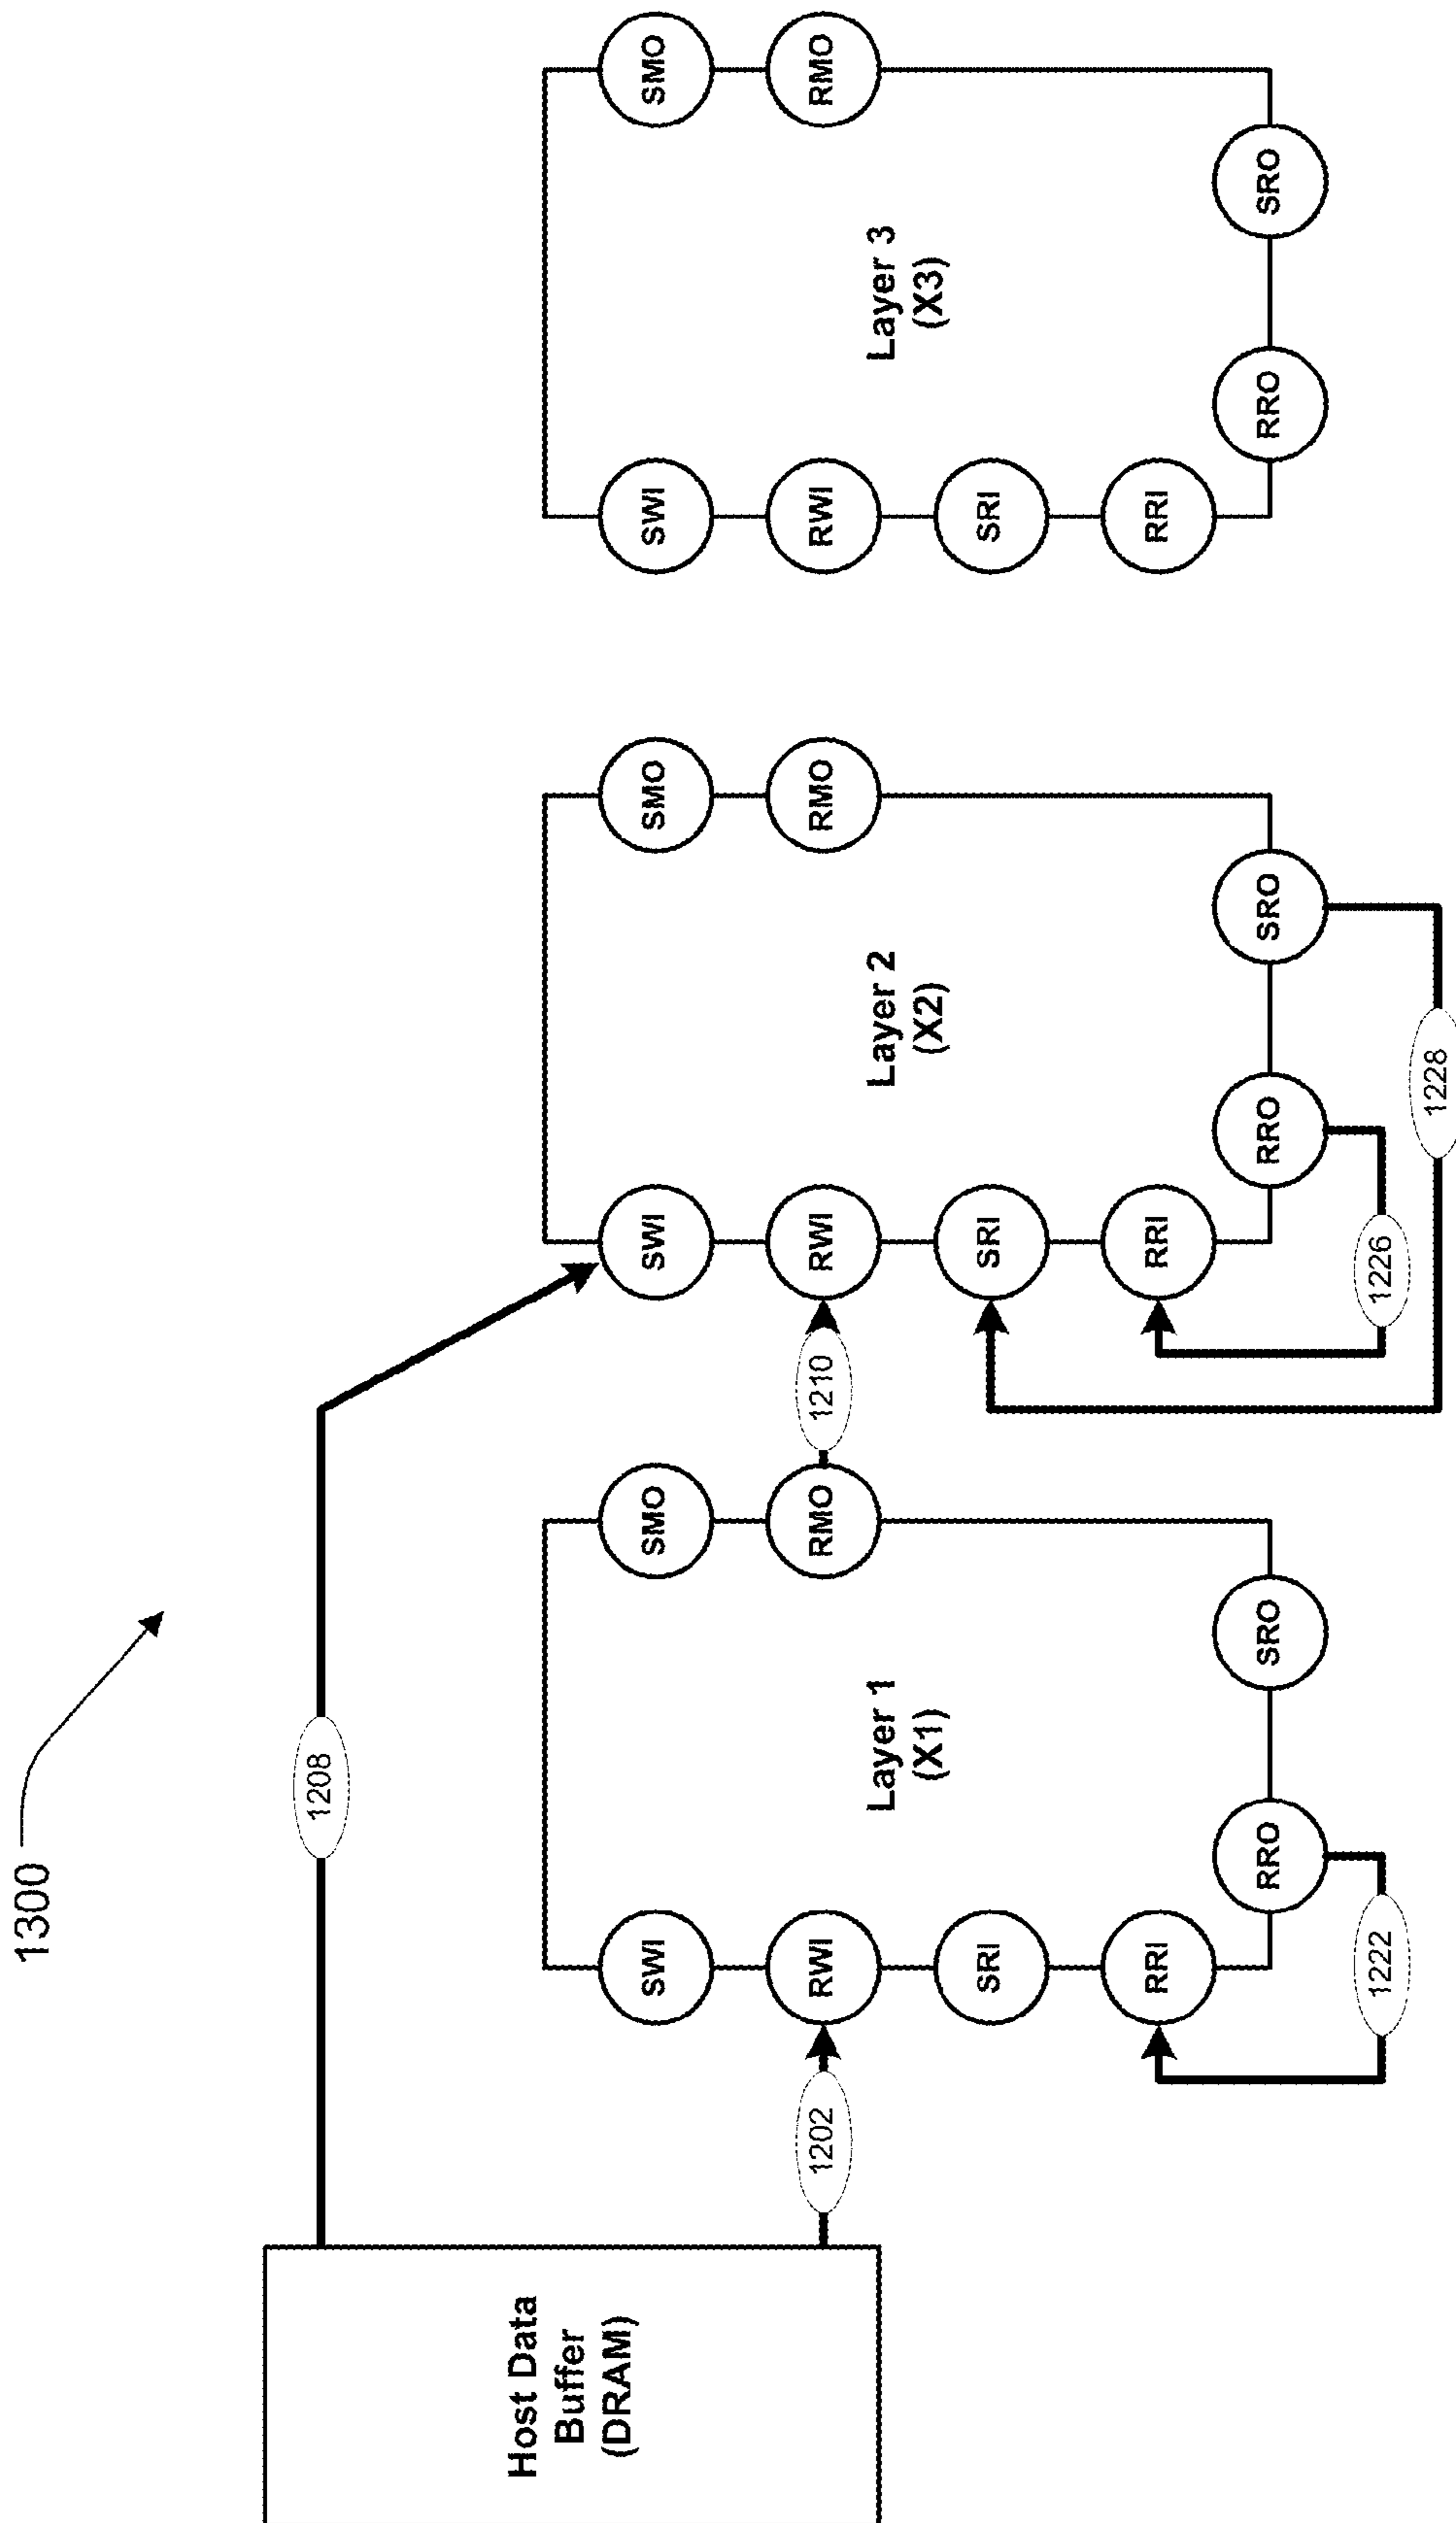 1300
Host Data
Buffer
(DRAM)
1208
1202
SWI
RWI
SRI
RRI
Layer 1
(X1)
SMO
RMO
RRO
SRO
1222
1210
SWI
RWI
SRI
RRI
Layer 2
(X2)
SMO
RMO
RRO
SRO
1226
1228
SWI
RWI
SRI
RRI
Layer 3
(X3)
SMO
RMO
RRO
SRO